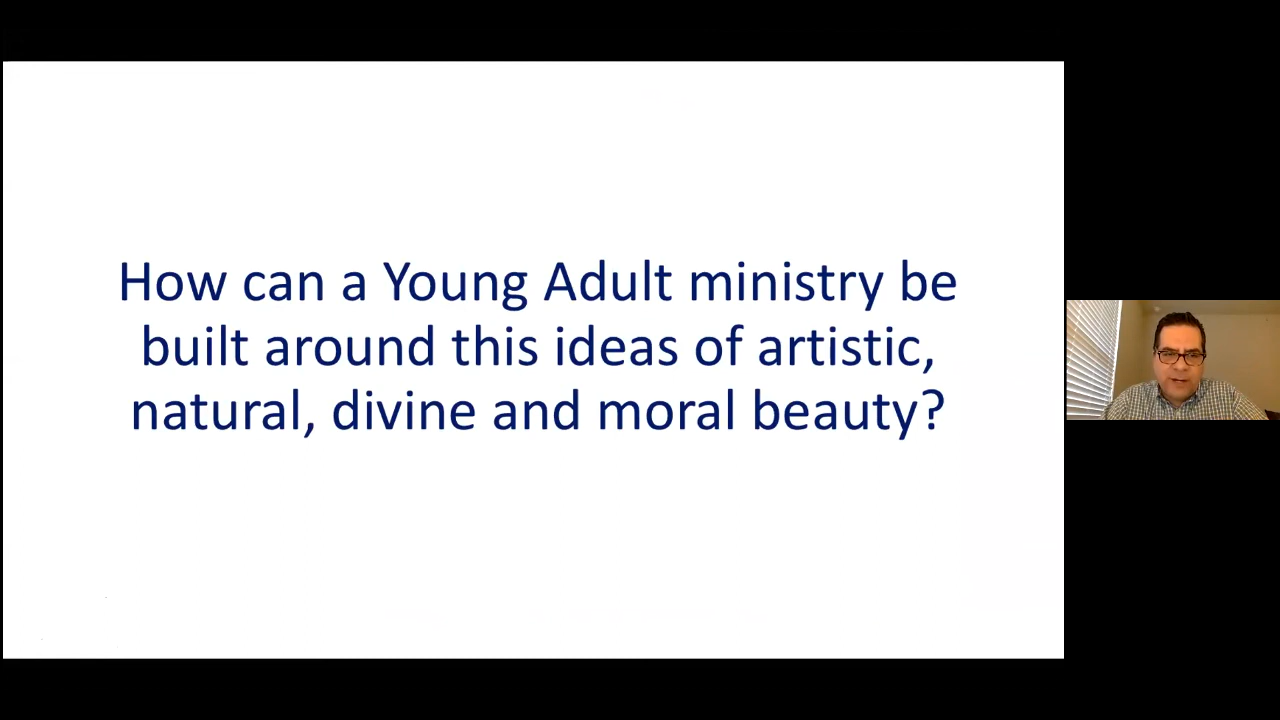 How can a Young Adult ministry be
built around this ideas of artistic,
natural, divine and moral beauty?